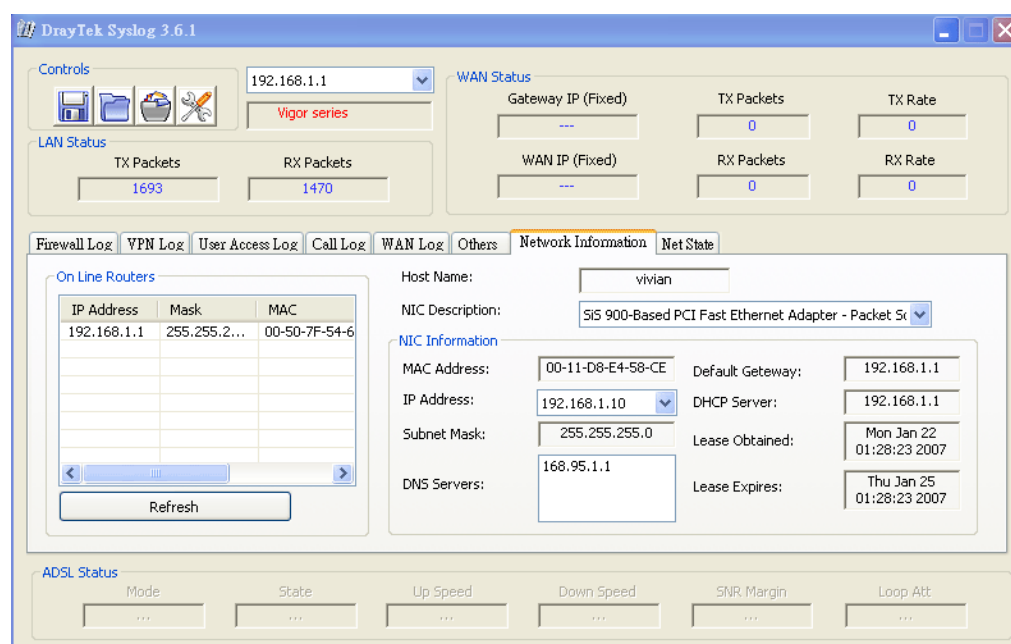 DrayTek Syslog 3.6.1
Controls
192.168.1.1
Vigor series
LAN Status
TX Packets
RX Packets
1693
1470
WAN Status
Gateway IP (Fixed)
TX Packets
TX Rate
---
0
0
WAN IP (Fixed)
RX Packets
RX Rate
---
0
0
Firewall Log
VPN Log
User Access Log
Call Log
WAN Log
Others
Network Information
Net State
On Line Routers
IP Address
Mask
MAC
192.168.1.1
255.255.2...
00-50-7F-54-6
Refresh
Host Name:
vivian
NIC Description:
SiS 900-Based PCI Fast Ethernet Adapter - Packet Sc
NIC Information
MAC Address:
00-11-D8-E4-58-CE
IP Address:
192.168.1.10
Subnet Mask:
255.255.255.0
DNS Servers:
168.95.1.1
Default Geteway:
192.168.1.1
DHCP Server:
192.168.1.1
Lease Obtained:
Mon Jan 22
01:28:23 2007
Lease Expires:
Thu Jan 25
01:28:23 2007
ADSL Status
Mode
State
Up Speed
Down Speed
SNR Margin
Loop Att
...
...
...
...
...
...